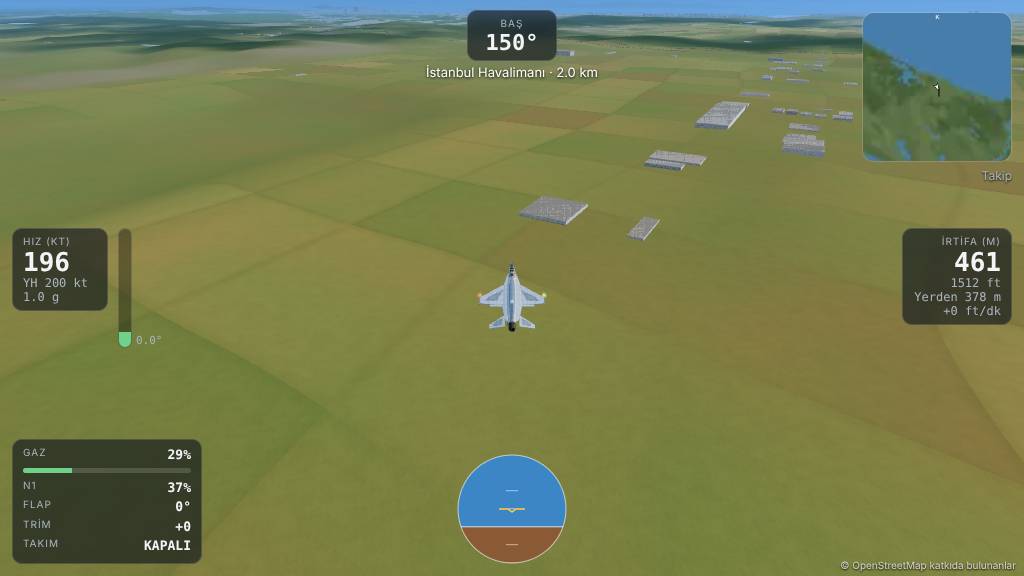 BAŞ
150°
İstanbul Havalimanı · 2.0 km
K
Takip
HIZ (KT)
196
YH 200 kt
1.0 g
0.0°
İRTİFA (M)
461
1512 ft
Yerden 378 m
+0 ft/dk
GAZ 29%
N1 37%
FLAP 0°
TRİM +0
TAKIM KAPALI
© OpenStreetMap katkıda bulunanlar